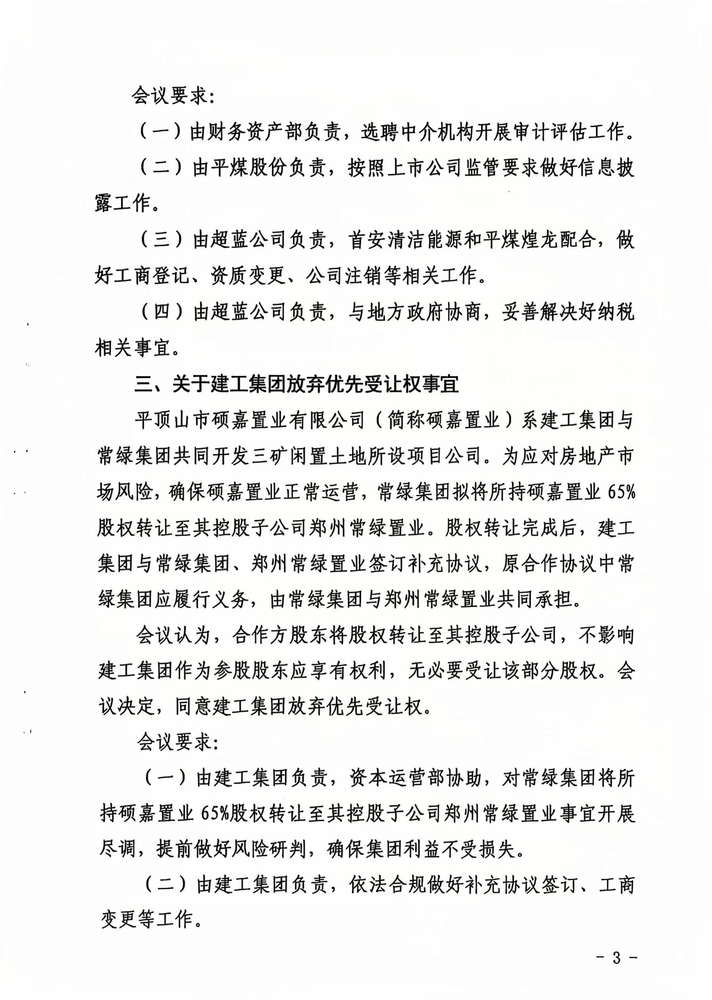 会议要求：
（一）由财务资产部负责，选聘中介机构开展审计评估工作。
（二）由平煤股份负责，按照上市公司监管要求做好信息披
露工作。
（三）由超蓝公司负责，首安清洁能源和平煤煌龙配合，做
好工商登记、资质变更、公司注销等相关工作。
（四）由超蓝公司负责，与地方政府协商，妥善解决好纳税
相关事宜。
三、关于建工集团放弃优先受让权事宜
平顶山市硕嘉置业有限公司（简称硕嘉置业）系建工集团与
常绿集团共同开发三矿闲置土地所设项目公司。为应对房地产市
场风险，确保硕嘉置业正常运营，常绿集团拟将所持硕嘉置业 65%
股权转让至其控股子公司郑州常绿置业。股权转让完成后，建工
集团与常绿集团、郑州常绿置业签订补充协议，原合作协议中常
绿集团应履行义务，由常绿集团与郑州常绿置业共同承担。
会议认为，合作方股东将股权转让至其控股子公司，不影响
建工集团作为参股股东应享有权利，无必要受让该部分股权。会
议决定，同意建工集团放弃优先受让权。
会议要求：
（一）由建工集团负责，资本运营部协助，对常绿集团将所
持硕嘉置业 65%股权转让至其控股子公司郑州常绿置业事宜开展
尽调，提前做好风险研判，确保集团利益不受损失。
（二）由建工集团负责，依法合规做好补充协议签订、工商
变更等工作。
- 3 -